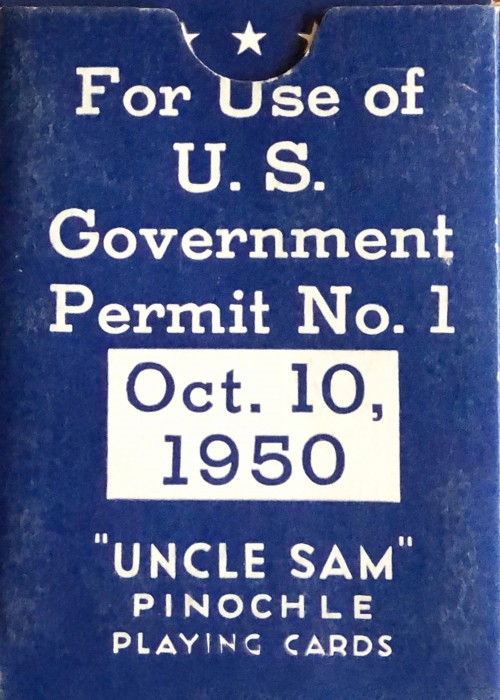 For Use of
U. S.
Government
Permit No. 1
Oct. 10,
1950
"UNCLE SAM"
PINOCHLE
PLAYING CARDS